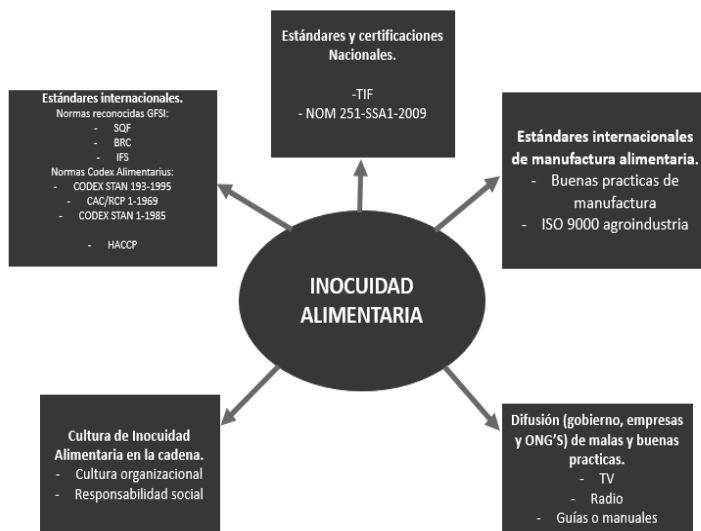 Estándares y certificaciones
Nacionales.
-TIF
- NOM 251-SSA1-2009
Estándares internacionales.
Normas reconocidas GFSI:
- SQF
- BRC
- IFS
Normas Codex Alimentarius:
- CODEX STAN 193-1995
- CAC/RCP 1-1969
- CODEX STAN 1-1985
- HACCP
Estándares internacionales
de manufactura alimentaria.
- Buenas practicas de
manufactura
- ISO 9000 agroindustria
INOCUIDAD
ALIMENTARIA
Cultura de Inocuidad
Alimentaria en la cadena.
- Cultura organizacional
- Responsabilidad social
Difusión (gobierno, empresas
y ONG'S) de malas y buenas
practicas.
- TV
- Radio
- Guías o manuales